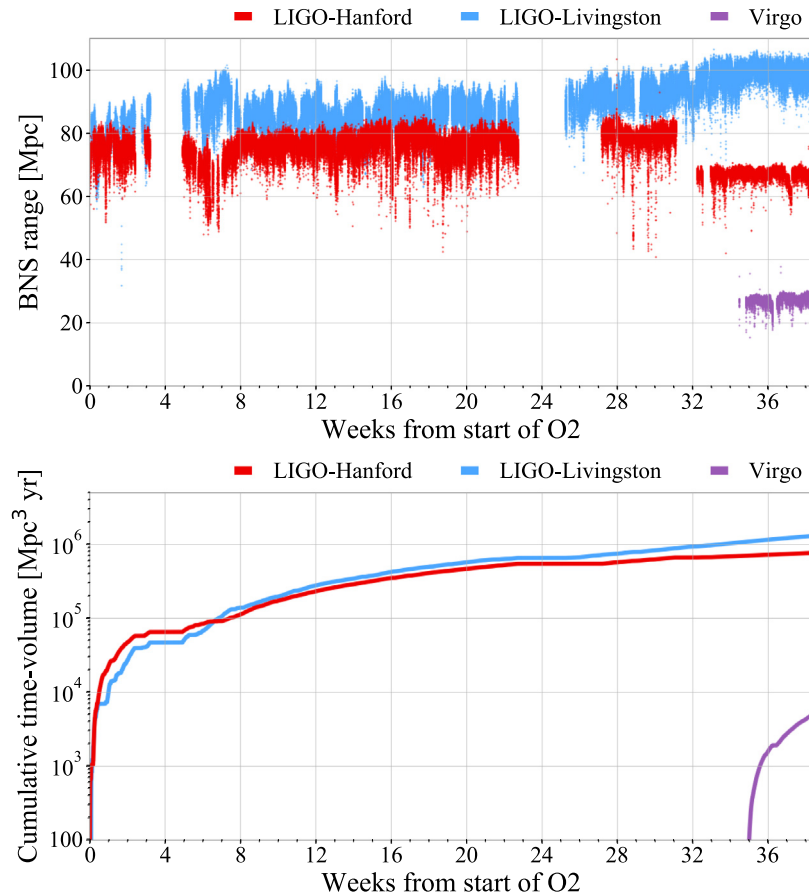 LIGO-Hanford LIGO-Livingston Virgo
BNS range [Mpc]
100
80
60
40
20
0
0 4 8 12 16 20 24 28 32 36
Weeks from start of O2
LIGO-Hanford LIGO-Livingston Virgo
Cumulative time-volume [Mpc³ yr]
10⁶
10⁵
10⁴
10³
100
0 4 8 12 16 20 24 28 32 36
Weeks from start of O2